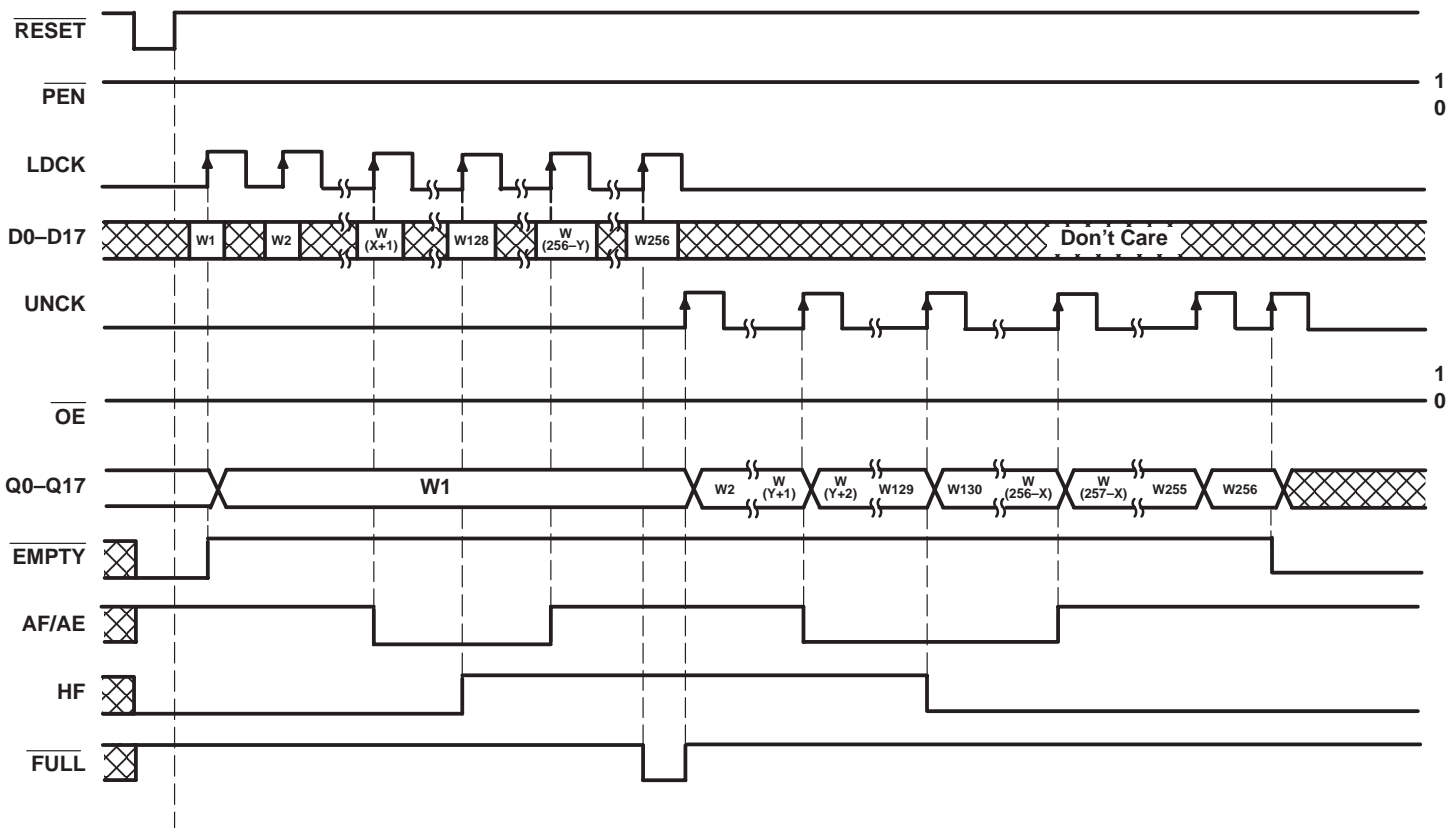 RESET
PEN
1
0
LDCK
D0–D17
W1
W2
W
(X+1)
W128
W
(256–Y)
W256
Don't Care
UNCK
1
OE
0
Q0–Q17
W1
W2
W
(Y+1)
W
(Y+2)
W129
W130
W
(256–X)
W
(257–X)
W255
W256
EMPTY
AF/AE
HF
FULL